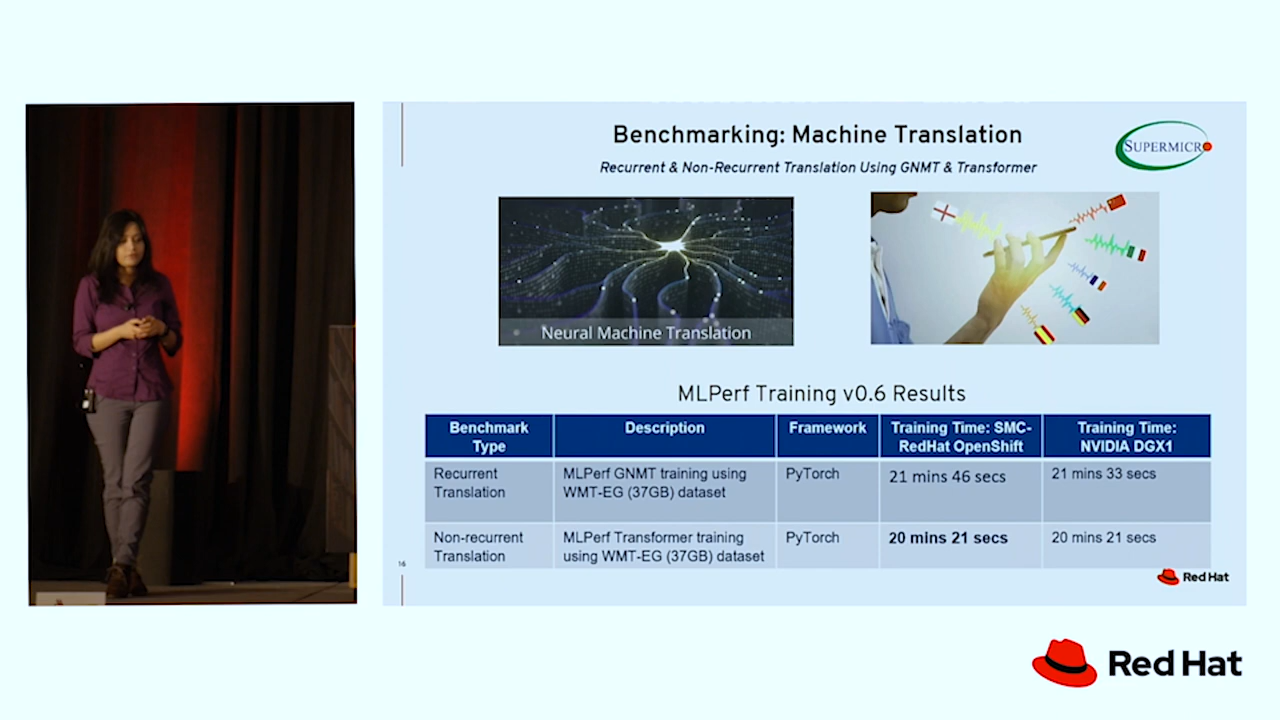 Benchmarking: Machine Translation
Recurrent & Non-Recurrent Translation Using GNMT & Transformer
SUPERMICR
Neural Machine Translation
MLPerf Training v0.6 Results
Benchmark Type
Description
Framework
Training Time: SMC-
RedHat OpenShift
Training Time:
NVIDIA DGX1
Recurrent
Translation
MLPerf GNMT training using
WMT-EG (37GB) dataset
PyTorch
21 mins 46 secs
21 mins 33 secs
Non-recurrent
Translation
MLPerf Transformer training
using WMT-EG (37GB) dataset
PyTorch
20 mins 21 secs
20 mins 21 secs
16
Red Hat
Red Hat